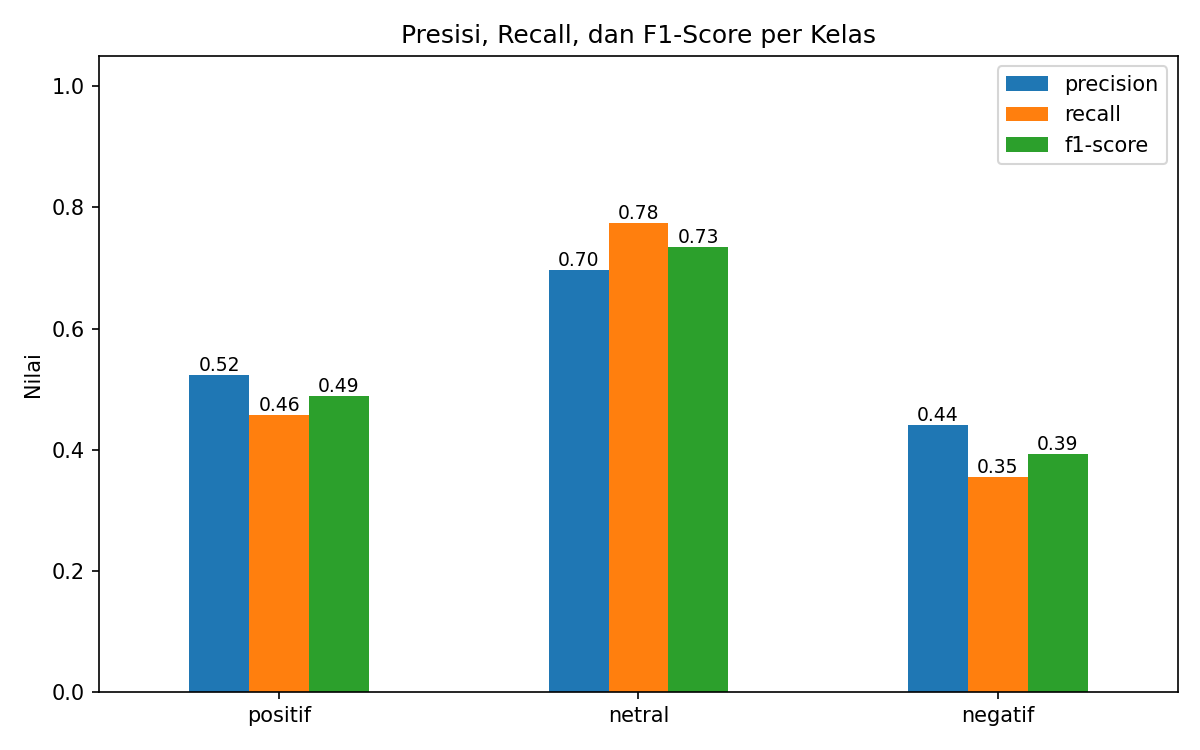 Presisi, Recall, dan F1-Score per Kelas
precision
recall
f1-score
Nilai
1.0
0.8
0.6
0.4
0.2
0.0
0.52
0.46
0.49
0.70
0.78
0.73
0.44
0.35
0.39
positif
netral
negatif